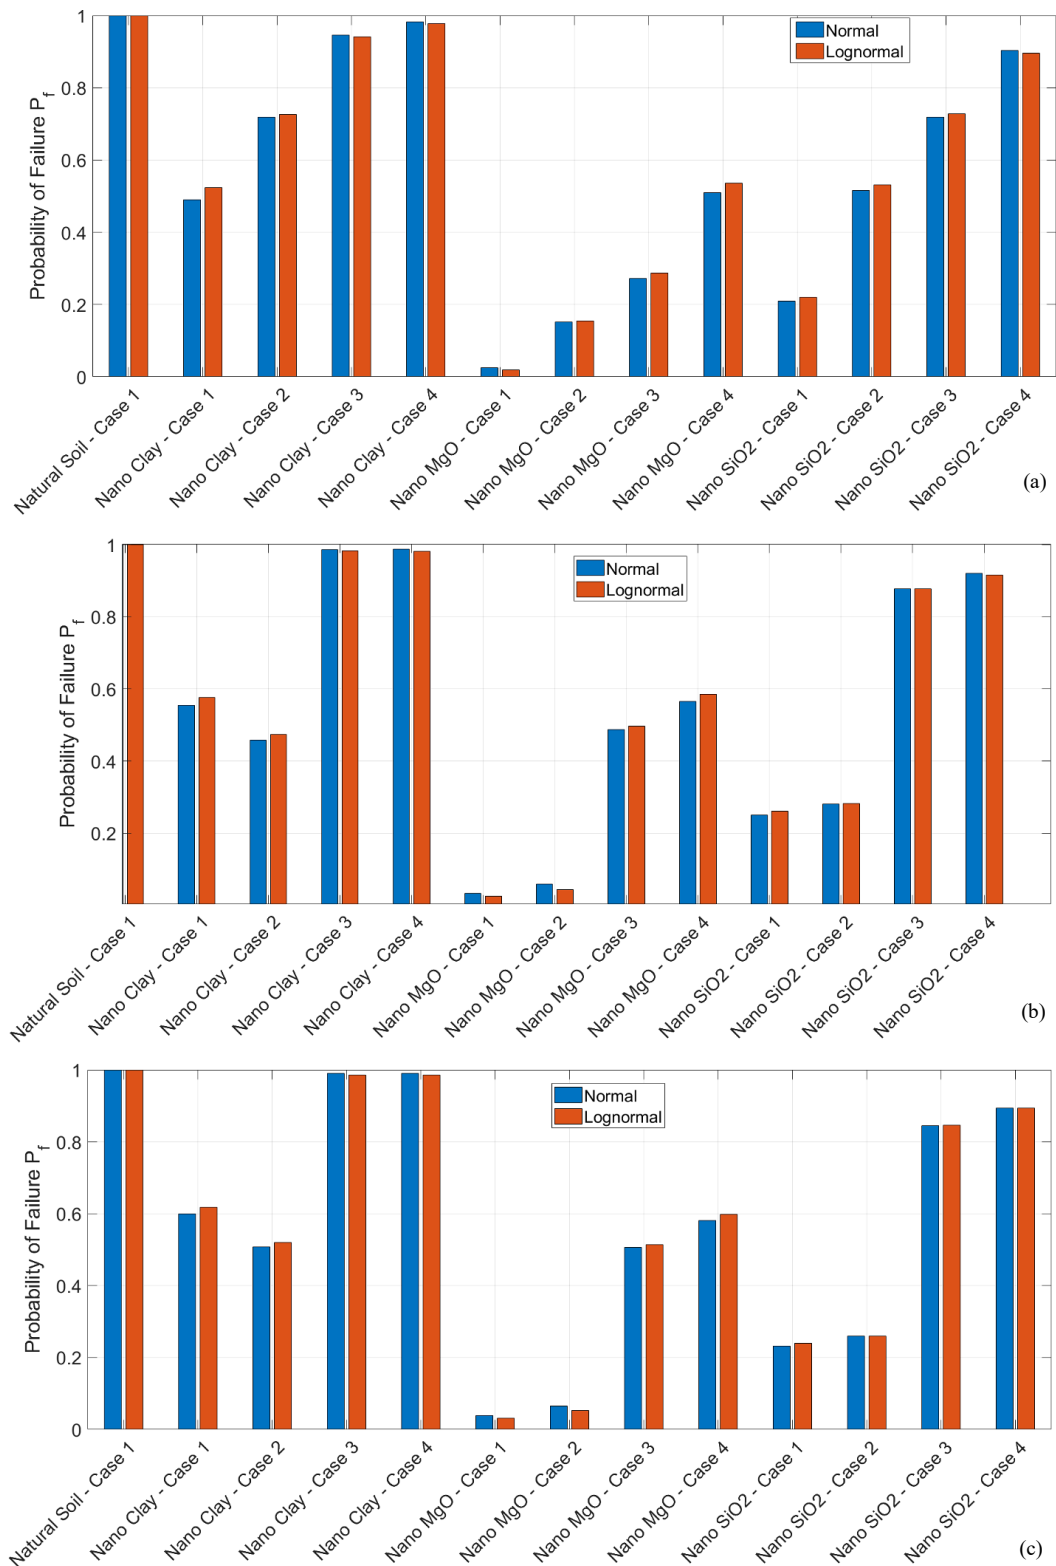 1
0.8
0.6
0.4
0.2
0
Probability of Failure P_f
Normal
Lognormal
Natural Soil - Case 1
Nano Clay - Case 1
Nano Clay - Case 2
Nano Clay - Case 3
Nano Clay - Case 4
Nano MgO - Case 1
Nano MgO - Case 2
Nano MgO - Case 3
Nano MgO - Case 4
Nano SiO2 - Case 1
Nano SiO2 - Case 2
Nano SiO2 - Case 3
Nano SiO2 - Case 4
(a)
1
0.8
0.6
0.4
0.2
Probability of Failure P_f
Normal
Lognormal
Natural Soil - Case 1
Nano Clay - Case 1
Nano Clay - Case 2
Nano Clay - Case 3
Nano Clay - Case 4
Nano MgO - Case 1
Nano MgO - Case 2
Nano MgO - Case 3
Nano MgO - Case 4
Nano SiO2 - Case 1
Nano SiO2 - Case 2
Nano SiO2 - Case 3
Nano SiO2 - Case 4
(b)
1
0.8
0.6
0.4
0.2
0
Probability of Failure P_f
Normal
Lognormal
Natural Soil - Case 1
Nano Clay - Case 1
Nano Clay - Case 2
Nano Clay - Case 3
Nano Clay - Case 4
Nano MgO - Case 1
Nano MgO - Case 2
Nano MgO - Case 3
Nano MgO - Case 4
Nano SiO2 - Case 1
Nano SiO2 - Case 2
Nano SiO2 - Case 3
Nano SiO2 - Case 4
(c)